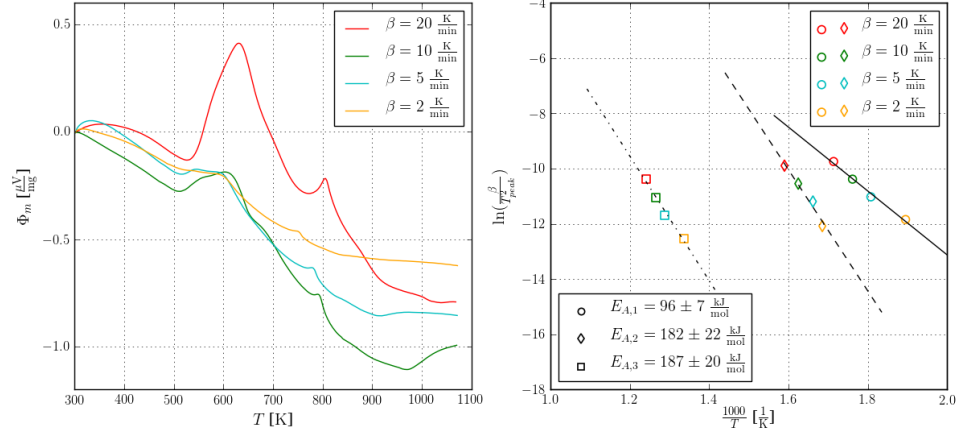 0.5
0.0
−0.5
−1.0
Φm [μV/mg]
300 400 500 600 700 800 900 1000 1100
T [K]
β = 20 K/min
β = 10 K/min
β = 5 K/min
β = 2 K/min
−4
−6
−8
−10
−12
−14
−16
−18
ln(β/T²peak)
1.0 1.2 1.4 1.6 1.8 2.0
1000/T [1/K]
β = 20 K/min
β = 10 K/min
β = 5 K/min
β = 2 K/min
EA,1 = 96 ± 7 kJ/mol
EA,2 = 182 ± 22 kJ/mol
EA,3 = 187 ± 20 kJ/mol